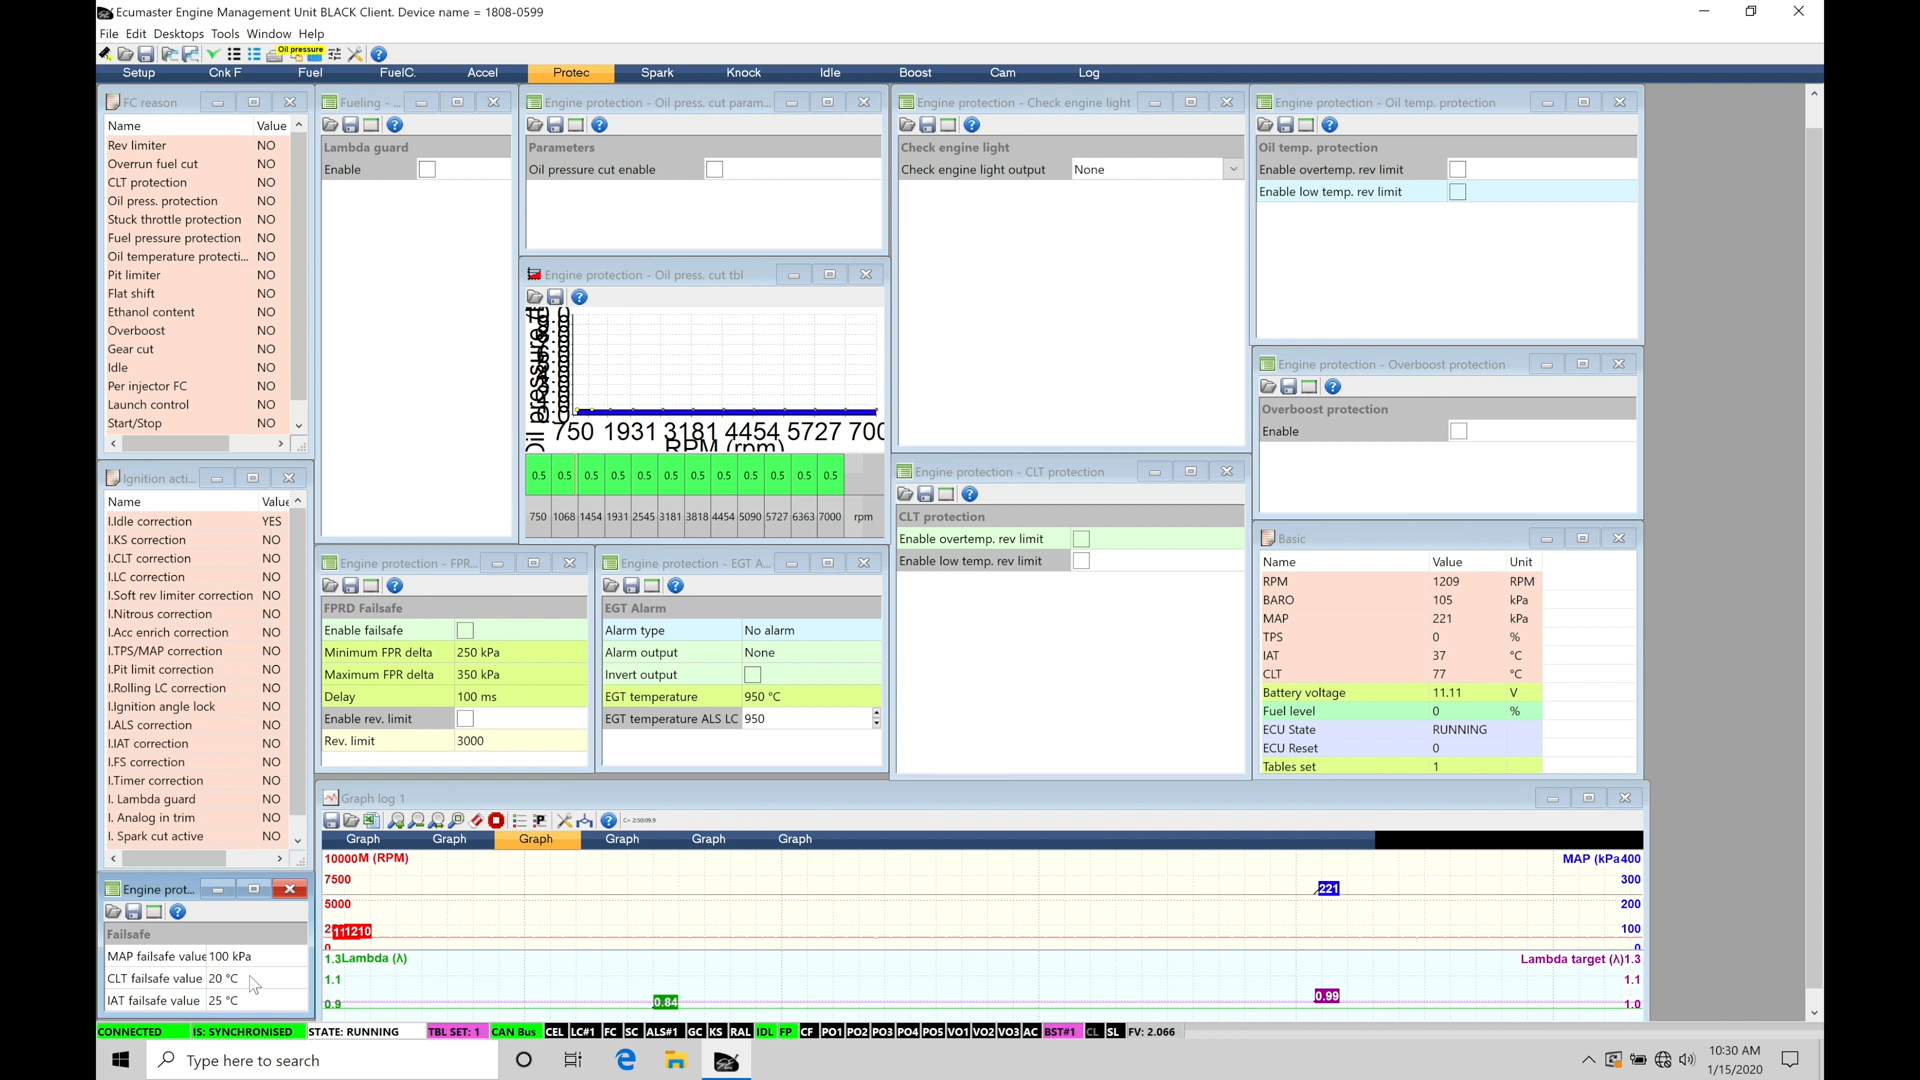 Ecumaster Engine Management Unit BLACK Client. Device name = 1808-0599
File Edit Desktops Tools Window Help
Oil pressure
Setup Cnk F Fuel FuelC. Accel Protec Spark Knock Idle Boost Cam Log
FC reason
Name Value
Rev limiter NO
Overrun fuel cut NO
CLT protection NO
Oil press. protection NO
Stuck throttle protection NO
Fuel pressure protection NO
Oil temperature protecti... NO
Pit limiter NO
Flat shift NO
Ethanol content NO
Overboost NO
Gear cut NO
Idle NO
Per injector FC NO
Launch control NO
Start/Stop NO
Fueling - ...
Lambda guard
Enable
Engine protection - Oil press. cut param...
Parameters
Oil pressure cut enable
Engine protection - Check engine light
Check engine light
Check engine light output None
Engine protection - Oil temp. protection
Oil temp. protection
Enable overtemp. rev limit
Enable low temp. rev limit
Engine protection - Oil press. cut tbl
750 1931 3181 4454 5727 700
RPM (rpm)
0.5 0.5 0.5 0.5 0.5 0.5 0.5 0.5 0.5 0.5 0.5 0.5
750 1068 1454 1931 2545 3181 3818 4454 5090 5727 6363 7000 rpm
Engine protection - Overboost protection
Overboost protection
Enable
Engine protection - CLT protection
CLT protection
Enable overtemp. rev limit
Enable low temp. rev limit
Ignition acti...
Name Value
I.Idle correction YES
I.KS correction NO
I.CLT correction NO
I.LC correction NO
I.Soft rev limiter correction NO
I.Nitrous correction NO
I.Acc enrich correction NO
I.TPS/MAP correction NO
I.Pit limit correction NO
I.Rolling LC correction NO
I.Ignition angle lock NO
I.ALS correction NO
I.IAT correction NO
I.FS correction NO
I.Timer correction NO
I. Lambda guard NO
I. Analog in trim NO
I. Spark cut active NO
Engine protection - FPR...
FPRD Failsafe
Enable failsafe
Minimum FPR delta 250 kPa
Maximum FPR delta 350 kPa
Delay 100 ms
Enable rev. limit
Rev. limit 3000
Engine protection - EGT A...
EGT Alarm
Alarm type No alarm
Alarm output None
Invert output
EGT temperature 950 °C
EGT temperature ALS LC 950
Basic
Name Value Unit
RPM 1209 RPM
BARO 105 kPa
MAP 221 kPa
TPS 0 %
IAT 37 °C
CLT 77 °C
Battery voltage 11.11 V
Fuel level 0 %
ECU State RUNNING
ECU Reset 0
Tables set 1
Graph log 1
Graph Graph Graph Graph Graph Graph
10000M (RPM) MAP (kPa400
7500 300
221
5000 200
1210 100
0 0
1.3Lambda (λ) Lambda target (λ)1.3
1.1 1.1
0.9 0.84 0.99 1.0
Engine prot...
Failsafe
MAP failsafe value 100 kPa
CLT failsafe value 20 °C
IAT failsafe value 25 °C
CONNECTED IS: SYNCHRONISED STATE: RUNNING TBL SET: 1 CAN Bus CEL LC#1 FC SC ALS#1 GC KS RAL IDL FP CF PO1 PO2 PO3 PO4 PO5 VO1 VO2 VO3 AC BST#1 CL SL FV: 2.066
Type here to search
10:30 AM
1/15/2020